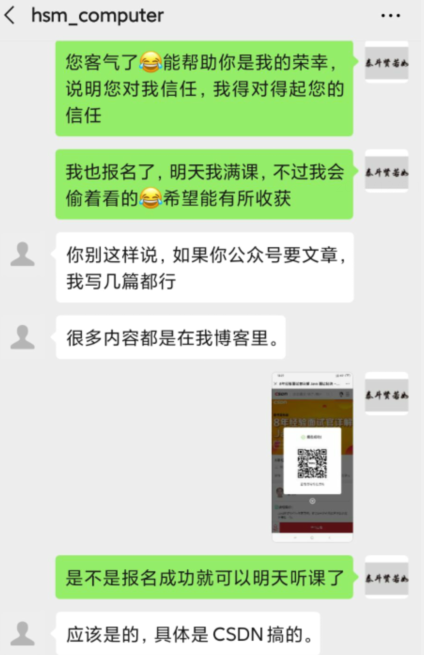 hsm_computer
您客气了😂能帮助你是我的荣幸，
说明您对我信任，我得对得起您的
信任
我也报名了，明天我满课，不过我会
偷着看的😂希望能有所收获
你别这样说，如果你公众号要文章，
我写几篇都行
很多内容都是在我博客里。
是不是报名成功就可以明天听课了
应该是的，具体是CSDN搞的。